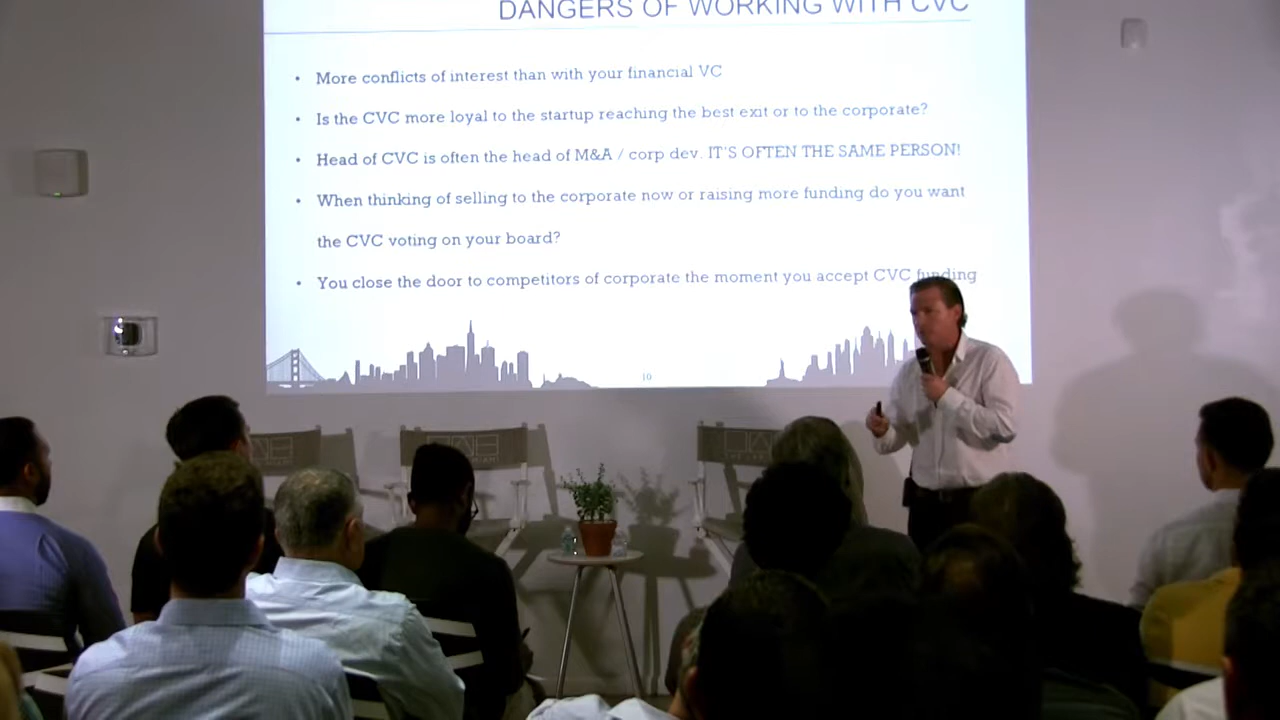 DANGERS OF WORKING WITH CVC
• More conflicts of interest than with your financial VC
• Is the CVC more loyal to the startup reaching the best exit or to the corporate?
• Head of CVC is often the head of M&A / corp dev. IT'S OFTEN THE SAME PERSON!
• When thinking of selling to the corporate now or raising more funding do you want
the CVC voting on your board?
• You close the door to competitors of corporate the moment you accept CVC funding
10